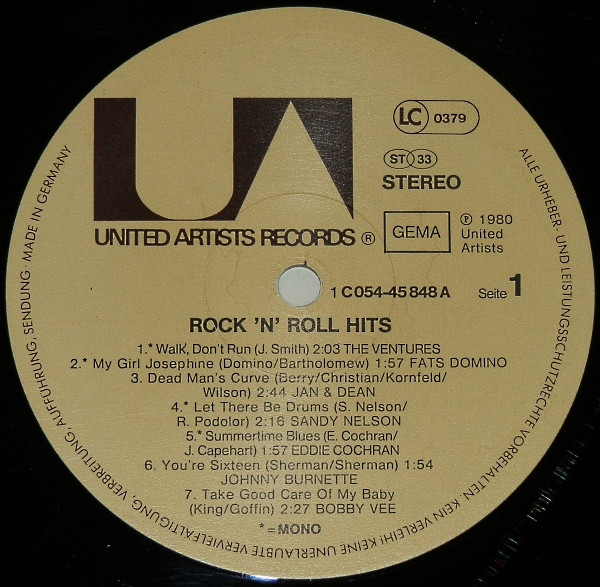 UA
LC 0379
ST 33
STEREO
UNITED ARTISTS RECORDS ®
GEMA
℗ 1980
United
Artists
1 C 054-45 848 A
Seite 1
ROCK 'N' ROLL HITS
1.* Walk, Don't Run (J. Smith) 2:03 THE VENTURES
2.* My Girl Josephine (Domino/Bartholomew) 1:57 FATS DOMINO
3. Dead Man's Curve (Berry/Christian/Kornfeld/
Wilson) 2:44 JAN & DEAN
4.* Let There Be Drums (S. Nelson/
R. Podolor) 2:16 SANDY NELSON
5.* Summertime Blues (E. Cochran/
J. Capehart) 1:57 EDDIE COCHRAN
6. You're Sixteen (Sherman/Sherman) 1:54
JOHNNY BURNETTE
7. Take Good Care Of My Baby
(King/Goffin) 2:27 BOBBY VEE
* = MONO
ALLE URHEBER- UND LEISTUNGSSCHUTZRECHTE VORBEHALTEN. KEIN VERLEIH! KEINE UNERLAUBTE VERVIELFÄLTIGUNG, VERBREITUNG, AUFFÜHRUNG, SENDUNG · MADE IN GERMANY